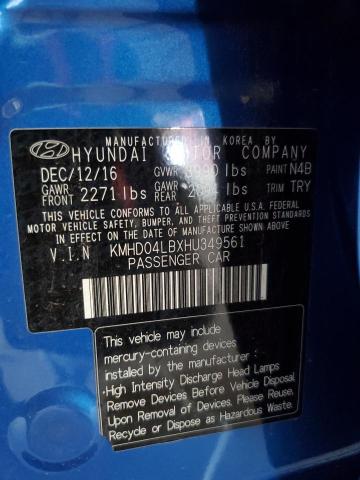 MANUFACTURED IN KOREA BY
HYUNDAI MOTOR COMPANY
DEC/12/16 GVWR 3990 lbs PAINT N4B
GAWR FRONT 2271 lbs GAWR REAR lbs TRIM TRY
THIS VEHICLE CONFORMS TO ALL APPLICABLE U.S. FEDERAL
MOTOR VEHICLE SAFETY, BUMPER, AND THEFT PREVENTION
STANDARDS IN EFFECT ON THE DATE OF MANUFACTURE SHOWN ABOVE.
V.I.N KMHD04LBXHU349561
PASSENGER CAR
This vehicle may include
mercury-containing devices
installed by the manufacturer:
·High Intensity Discharge Head Lamps
Remove Devices Before Vehicle Disposal
Upon Removal of Devices Please Reuse,
Recycle or Dispose as Hazardous Waste.